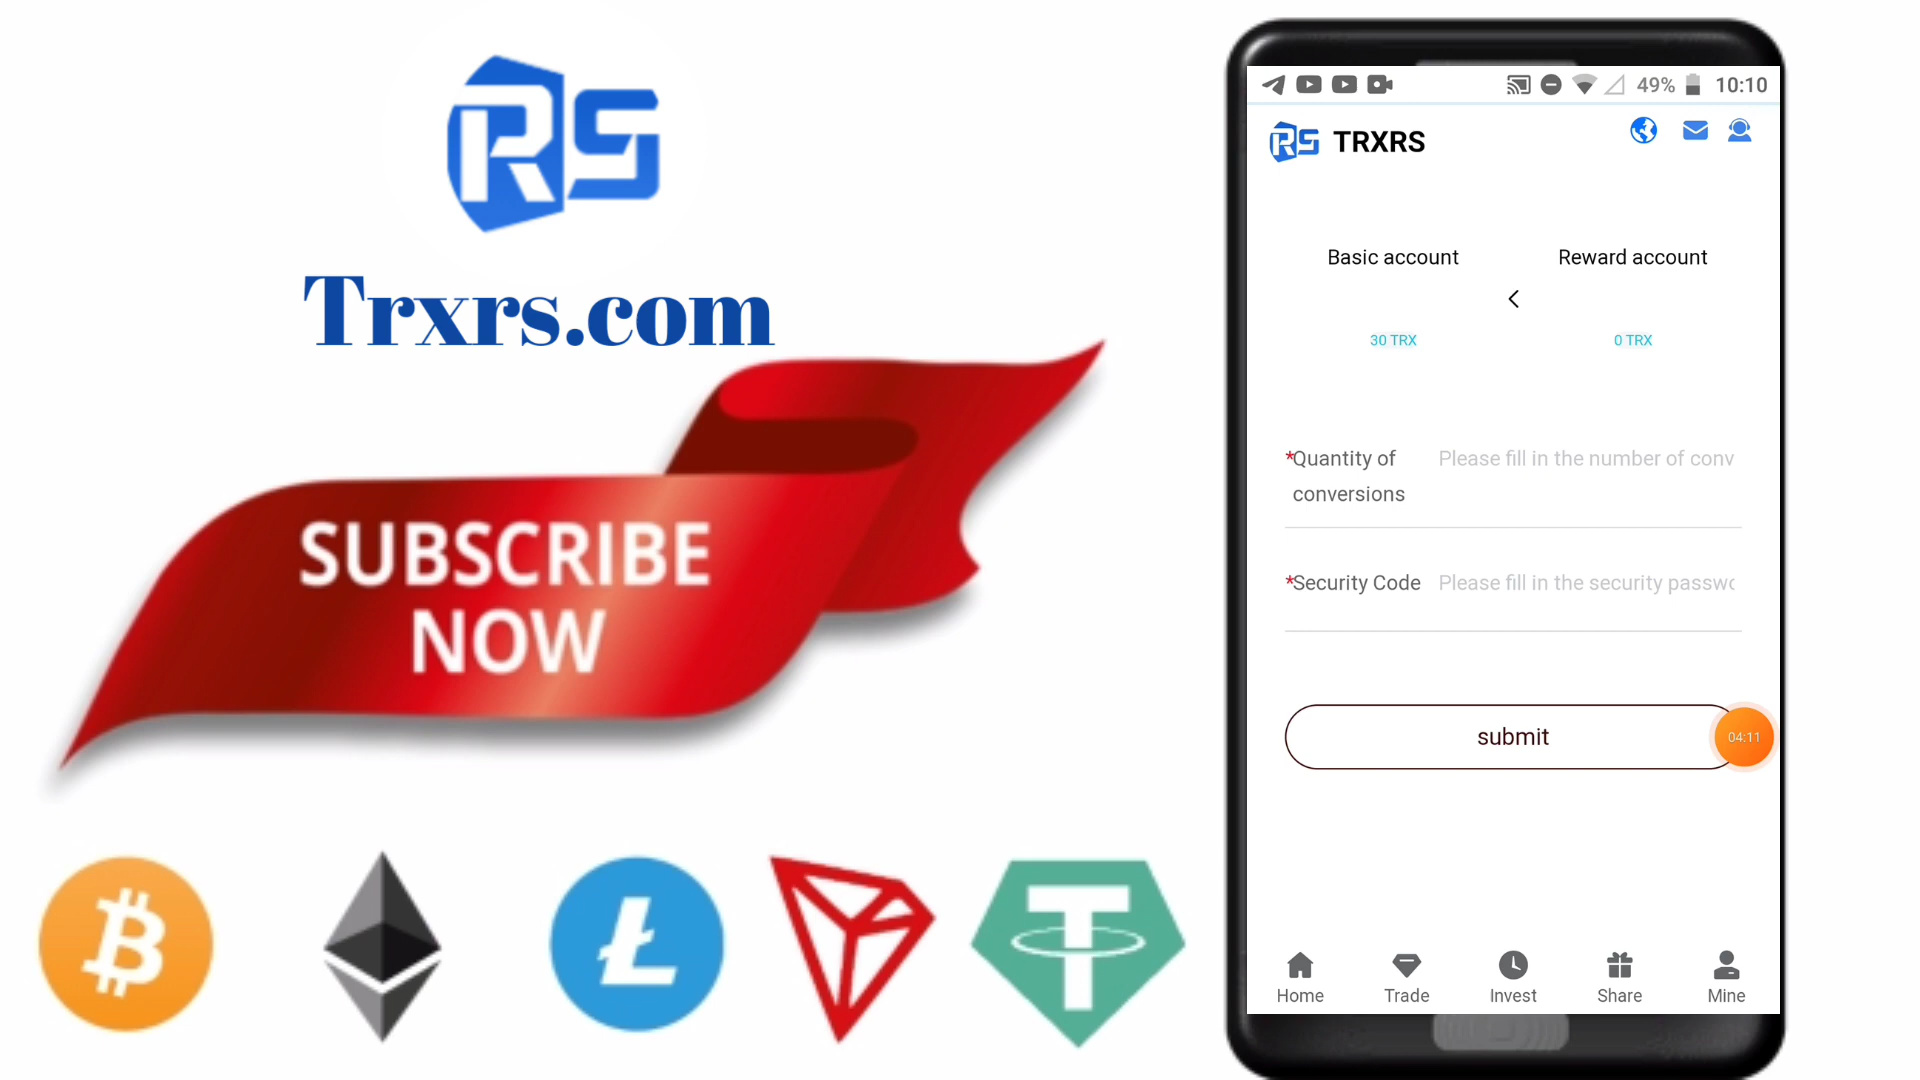 RS
Trxrs.com
SUBSCRIBE
NOW
49% 10:10
RS TRXRS
Basic account Reward account
<
30 TRX 0 TRX
*Quantity of conversions Please fill in the number of conv
*Security Code Please fill in the security passwo
submit
04:11
Home Trade Invest Share Mine